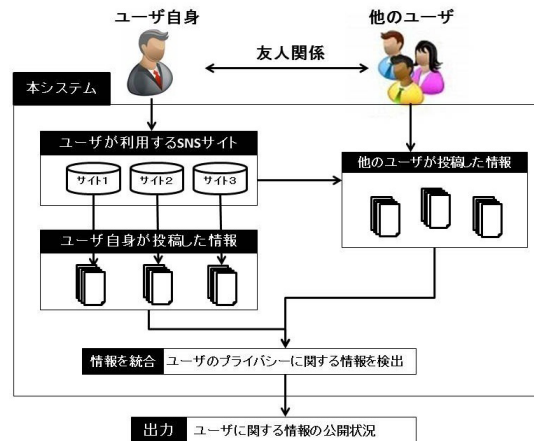 ユーザ自身
他のユーザ
友人関係
本システム
ユーザが利用するSNSサイト
サイト1
サイト2
サイト3
他のユーザが投稿した情報
ユーザ自身が投稿した情報
情報を統合 ユーザのプライバシーに関する情報を検出
出力 ユーザに関する情報の公開状況